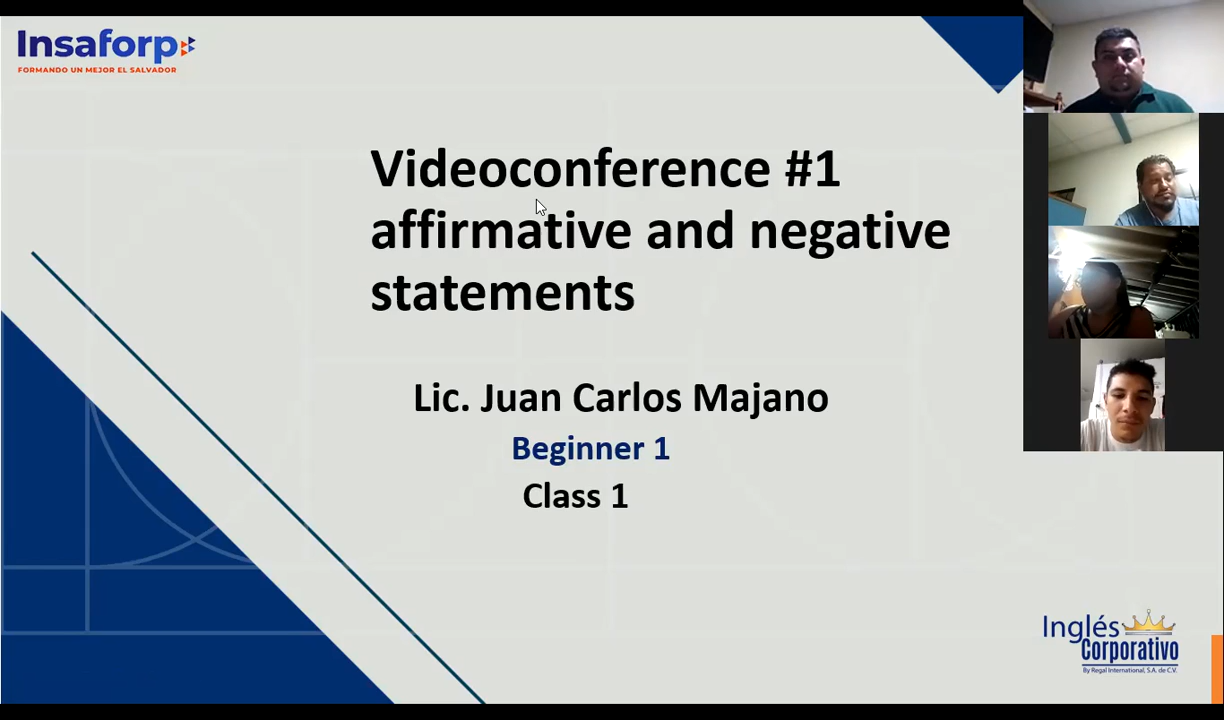 Insaforp
FORMANDO UN MEJOR EL SALVADOR
Videoconference #1
affirmative and negative
statements
Lic. Juan Carlos Majano
Beginner 1
Class 1
Inglés
Corporativo
By Regal International, S.A. de C.V.